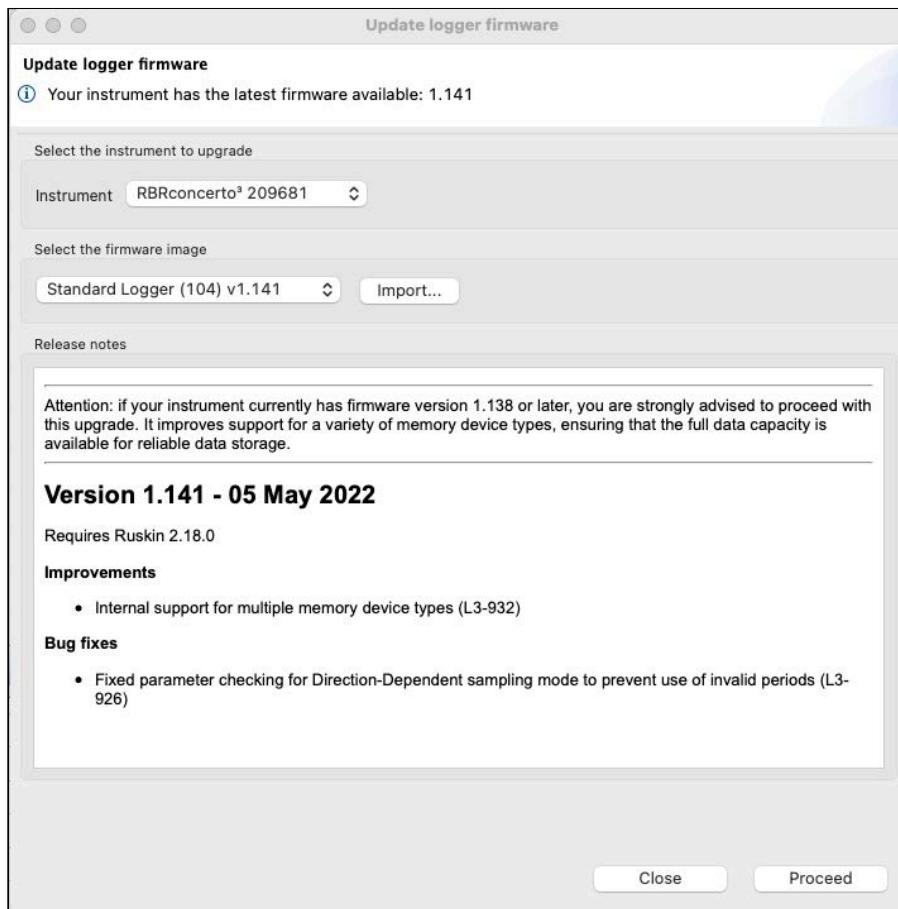 Update logger firmware
Update logger firmware
Your instrument has the latest firmware available: 1.141
Select the instrument to upgrade
Instrument RBRconcerto³ 209681
Select the firmware image
Standard Logger (104) v1.141 Import...
Release notes
Attention: if your instrument currently has firmware version 1.138 or later, you are strongly advised to proceed with
this upgrade. It improves support for a variety of memory device types, ensuring that the full data capacity is
available for reliable data storage.
Version 1.141 - 05 May 2022
Requires Ruskin 2.18.0
Improvements
• Internal support for multiple memory device types (L3-932)
Bug fixes
• Fixed parameter checking for Direction-Dependent sampling mode to prevent use of invalid periods (L3-
926)
Close Proceed